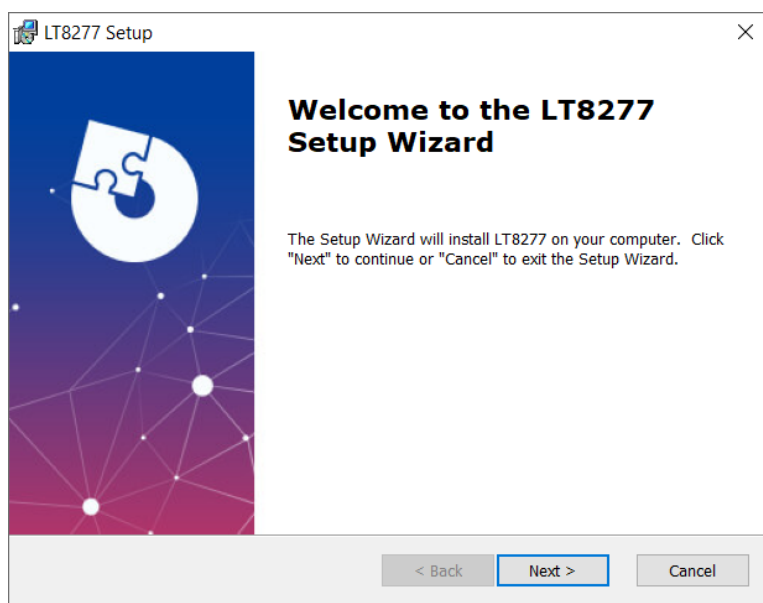 LT8277 Setup
Welcome to the LT8277
Setup Wizard
The Setup Wizard will install LT8277 on your computer. Click
"Next" to continue or "Cancel" to exit the Setup Wizard.
< Back
Next >
Cancel